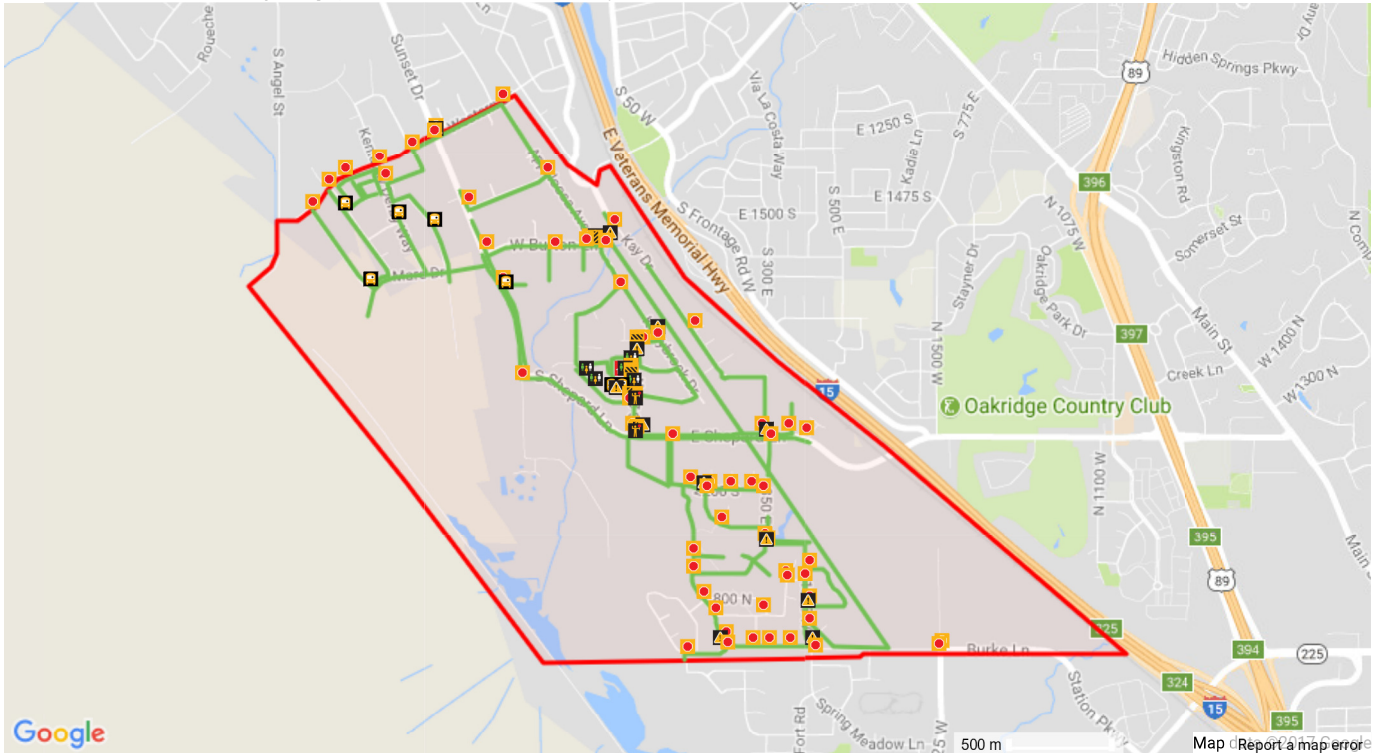 Roueche
S Angel St
Sunset Dr
Ln
S 50 W
Via La Costa Way
E 1250 S
Kadie Ln
S 775 E
89
Hidden Springs Pkwy
Kingston Rd
396
E Veterans Memorial Hwy
S Frontage Rd W
E 1500 S
S 500 E
E 1475 S
S 300 E
N 1075 W
Somerset St
Stayner Dr
Oakridge Park Dr
Kay Dr
W Burton Ln
Mare Dr
397
Main St
W 1400 N
N 1500 W
Creek Ln
W 1300 N
15
Oakridge Country Club
S Shepard Ln
N 1100 W
395
Main
89
800 N
225
394
225
Burke Ln
324
15
395
Station Pkwy
Fort Rd
Spring Meadow Ln
Google
500 m
Map data ©2017 Google
Report a map error